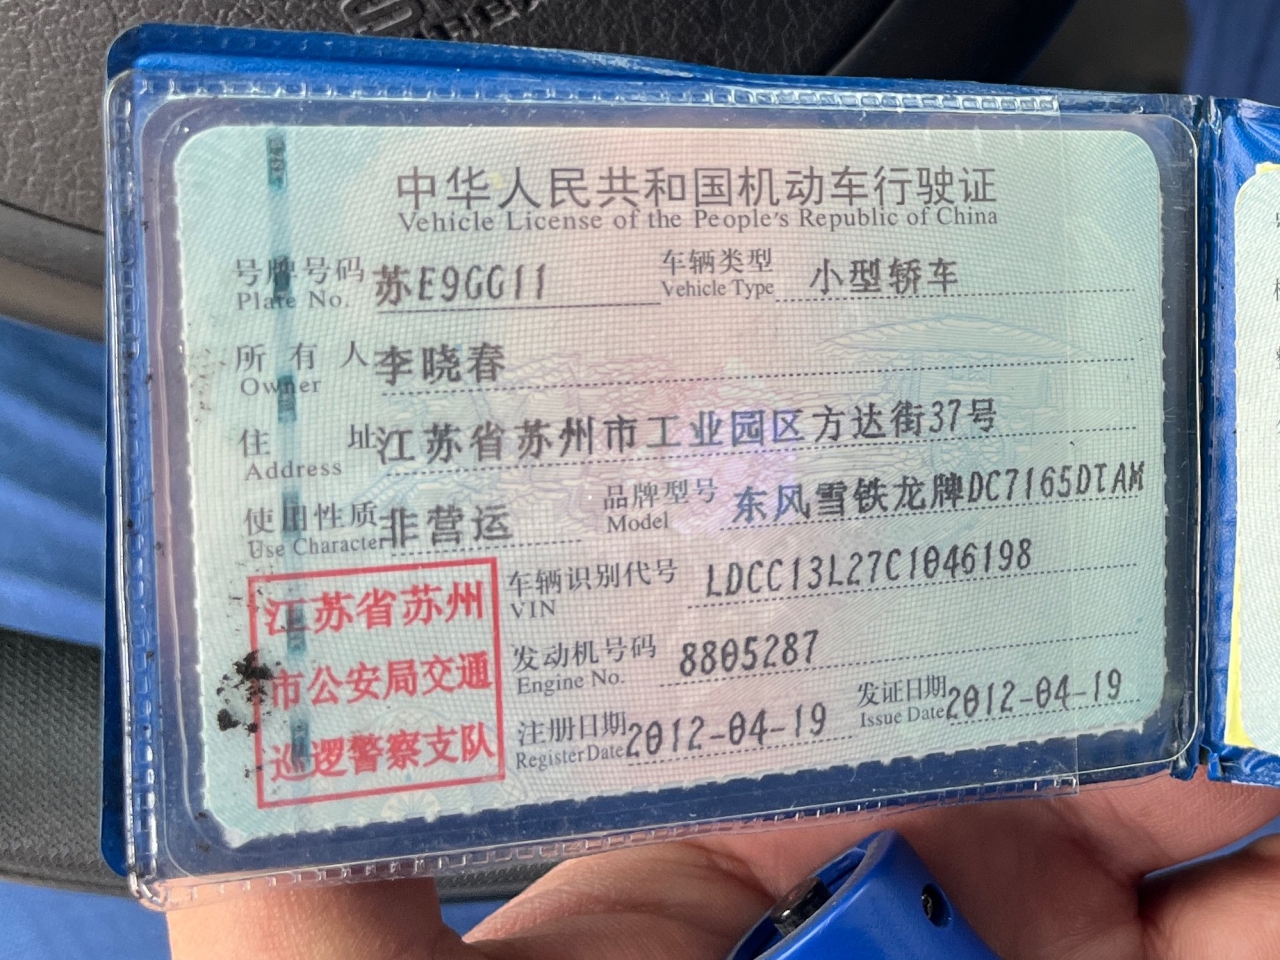 中华人民共和国机动车行驶证
Vehicle License of the People's Republic of China
号牌号码 苏E9GG11 车辆类型 小型轿车
Plate No. Vehicle Type
所有人 李晓春
Owner
住址 江苏省苏州市工业园区方达街37号
Address
使用性质 非营运 品牌型号 东风雪铁龙牌DC7165DTAM
Use Character Model
江苏省苏州
市公安局交通
巡逻警察支队
车辆识别代号 LDCC13L27C1046198
VIN
发动机号码 8805287
Engine No.
注册日期 2012-04-19 发证日期 2012-04-19
Register Date Issue Date